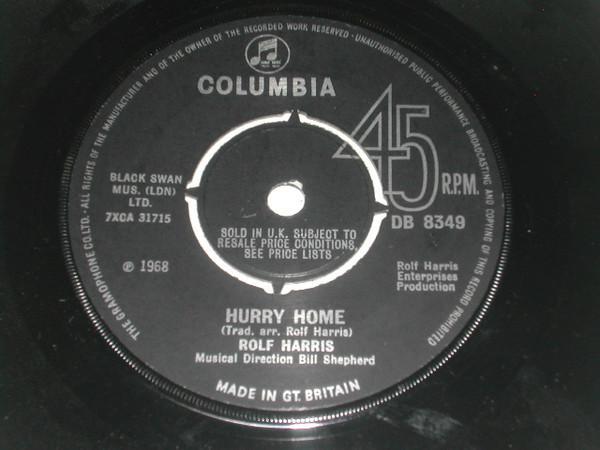 THE GRAMOPHONE CO. LTD. · ALL RIGHTS OF THE MANUFACTURER AND OF THE OWNER OF THE RECORDED WORK RESERVED · UNAUTHORISED PUBLIC PERFORMANCE BROADCASTING AND COPYING OF THIS RECORD PROHIBITED
COLUMBIA
45
R.P.M.
BLACK SWAN
MUS. (LDN)
LTD.
7XCA 31715
DB 8349
SOLD IN U.K. SUBJECT TO
RESALE PRICE CONDITIONS,
SEE PRICE LISTS
℗ 1968
Rolf Harris
Enterprises
Production
HURRY HOME
(Trad. arr. Rolf Harris)
ROLF HARRIS
Musical Direction Bill Shepherd
MADE IN GT. BRITAIN